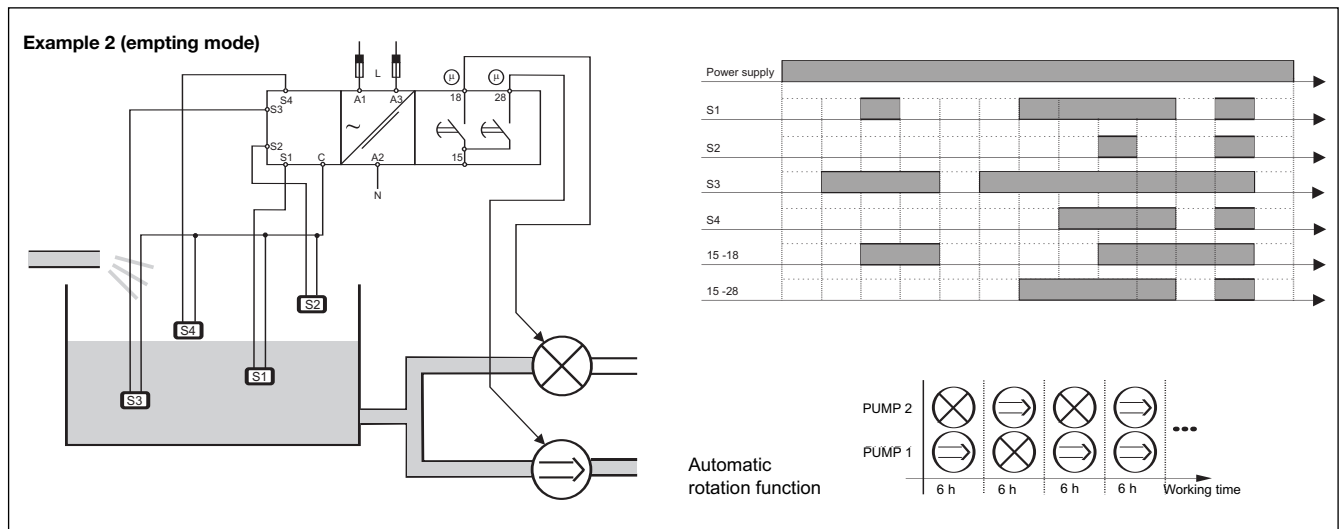 Example 2 (empting mode)
L
µ
µ
S4
A1
A3
18
28
S3
~
S2
S1
C
A2
15
N
S2
S4
S1
S3
Power supply
S1
S2
S3
S4
15 -18
15 -28
PUMP 2
PUMP 1
...
Automatic
rotation function
6 h 6 h 6 h 6 h Working time